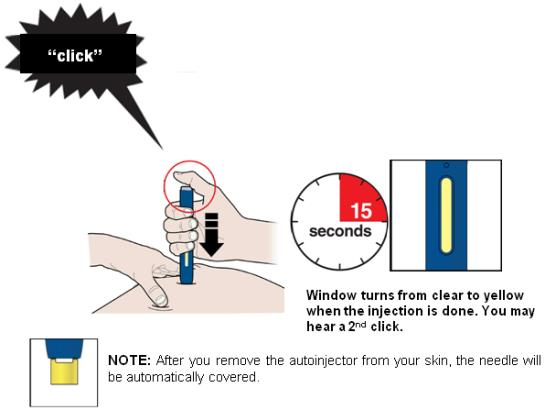 “click”
15
seconds
Window turns from clear to yellow
when the injection is done. You may
hear a 2nd click.
NOTE: After you remove the autoinjector from your skin, the needle will
be automatically covered.